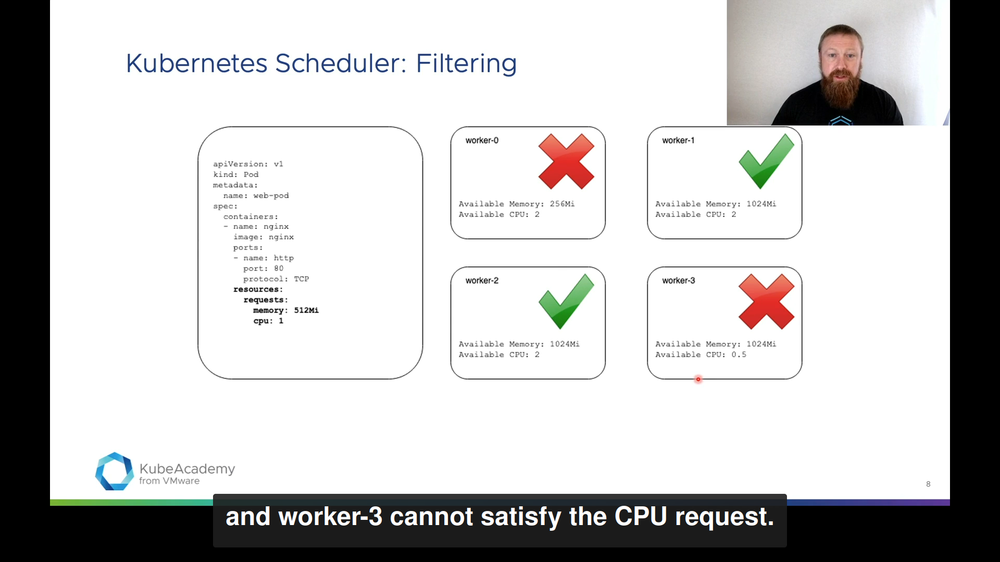 Kubernetes Scheduler: Filtering
apiVersion: v1
kind: Pod
metadata:
  name: web-pod
spec:
  containers:
  - name: nginx
    image: nginx
    ports:
    - name: http
      port: 80
      protocol: TCP
    resources:
      requests:
        memory: 512Mi
        cpu: 1
worker-0
Available Memory: 256Mi
Available CPU: 2
worker-1
Available Memory: 1024Mi
Available CPU: 2
worker-2
Available Memory: 1024Mi
Available CPU: 2
worker-3
Available Memory: 1024Mi
Available CPU: 0.5
KubeAcademy
from VMware
8
and worker-3 cannot satisfy the CPU request.